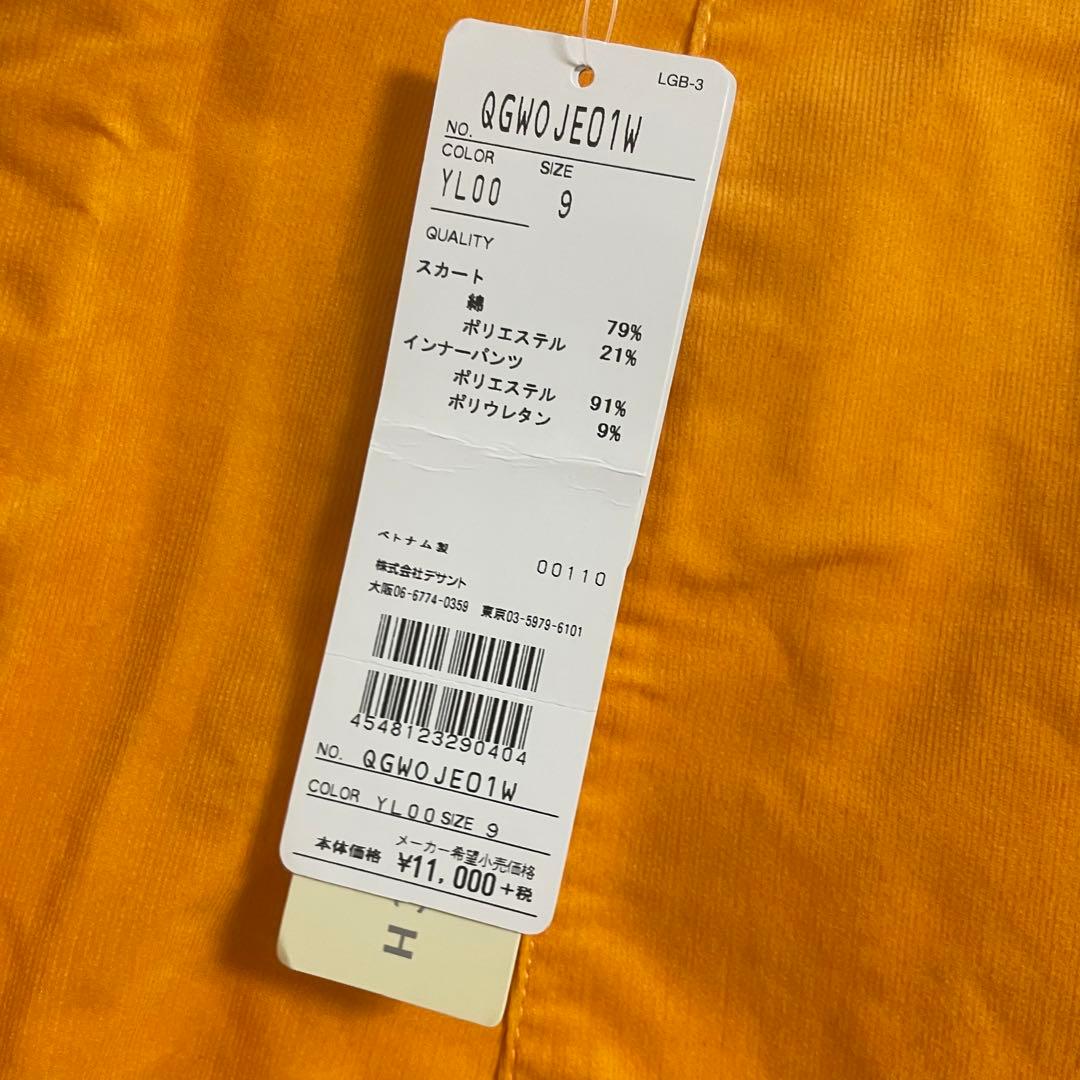 LGB-3
NO. QGWOJE01W
COLOR SIZE
YL00 9
QUALITY
スカート
綿 79%
ポリエステル 21%
インナーパンツ
ポリエステル 91%
ポリウレタン 9%
ベトナム製
00110
株式会社デサント
大阪06-6774-0359 東京03-5979-6101
4548123290404
NO. QGWOJE01W
COLOR YL00 SIZE 9
メーカー希望小売価格
本体価格 ¥11,000+税